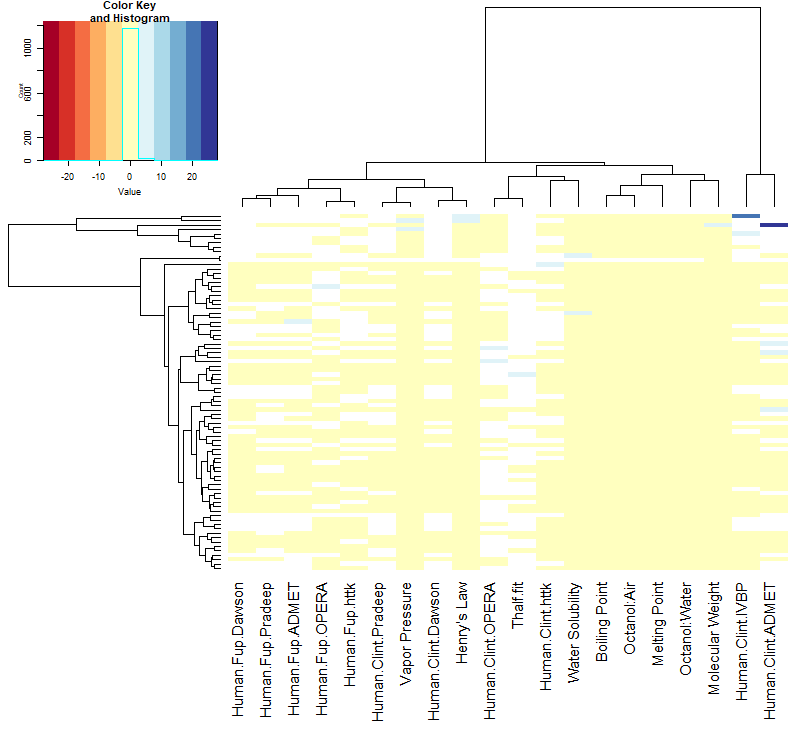 Color Key
and Histogram
Count
0
200
600
1000
-20
-10
0
10
20
Value
Human.Fup.Dawson
Human.Fup.Pradeep
Human.Fup.ADMET
Human.Fup.OPERA
Human.Fup.httk
Human.Clint.Pradeep
Vapor Pressure
Human.Clint.Dawson
Henry's Law
Human.Clint.OPERA
Thalf.fit
Human.Clint.httk
Water Solubility
Boiling Point
Octanol:Air
Melting Point
Octanol:Water
Molecular Weight
Human.Clint.IVBP
Human.Clint.ADMET